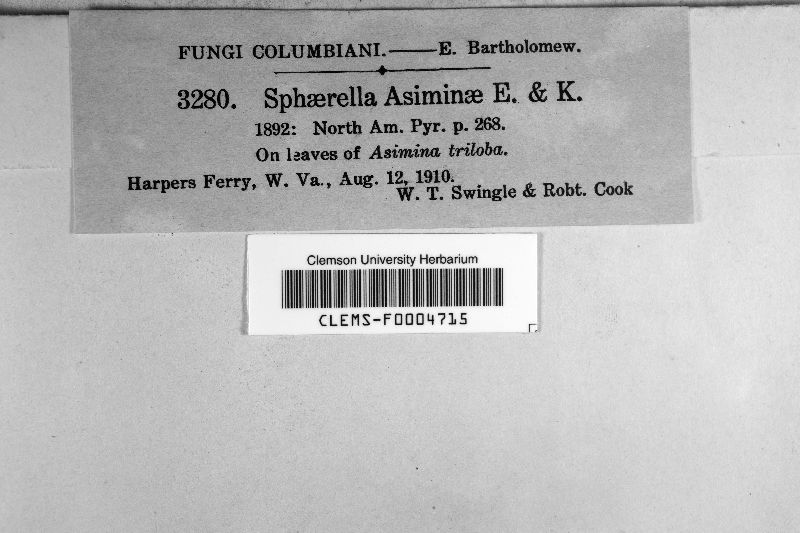 FUNGI COLUMBIANI.——E. Bartholomew.
3280. Sphærella Asiminæ E. & K.
1892: North Am. Pyr. p. 268.
On leaves of Asimina triloba.
Harpers Ferry, W. Va., Aug. 12, 1910.
W. T. Swingle & Robt. Cook
Clemson University Herbarium
CLEMS-F0004715